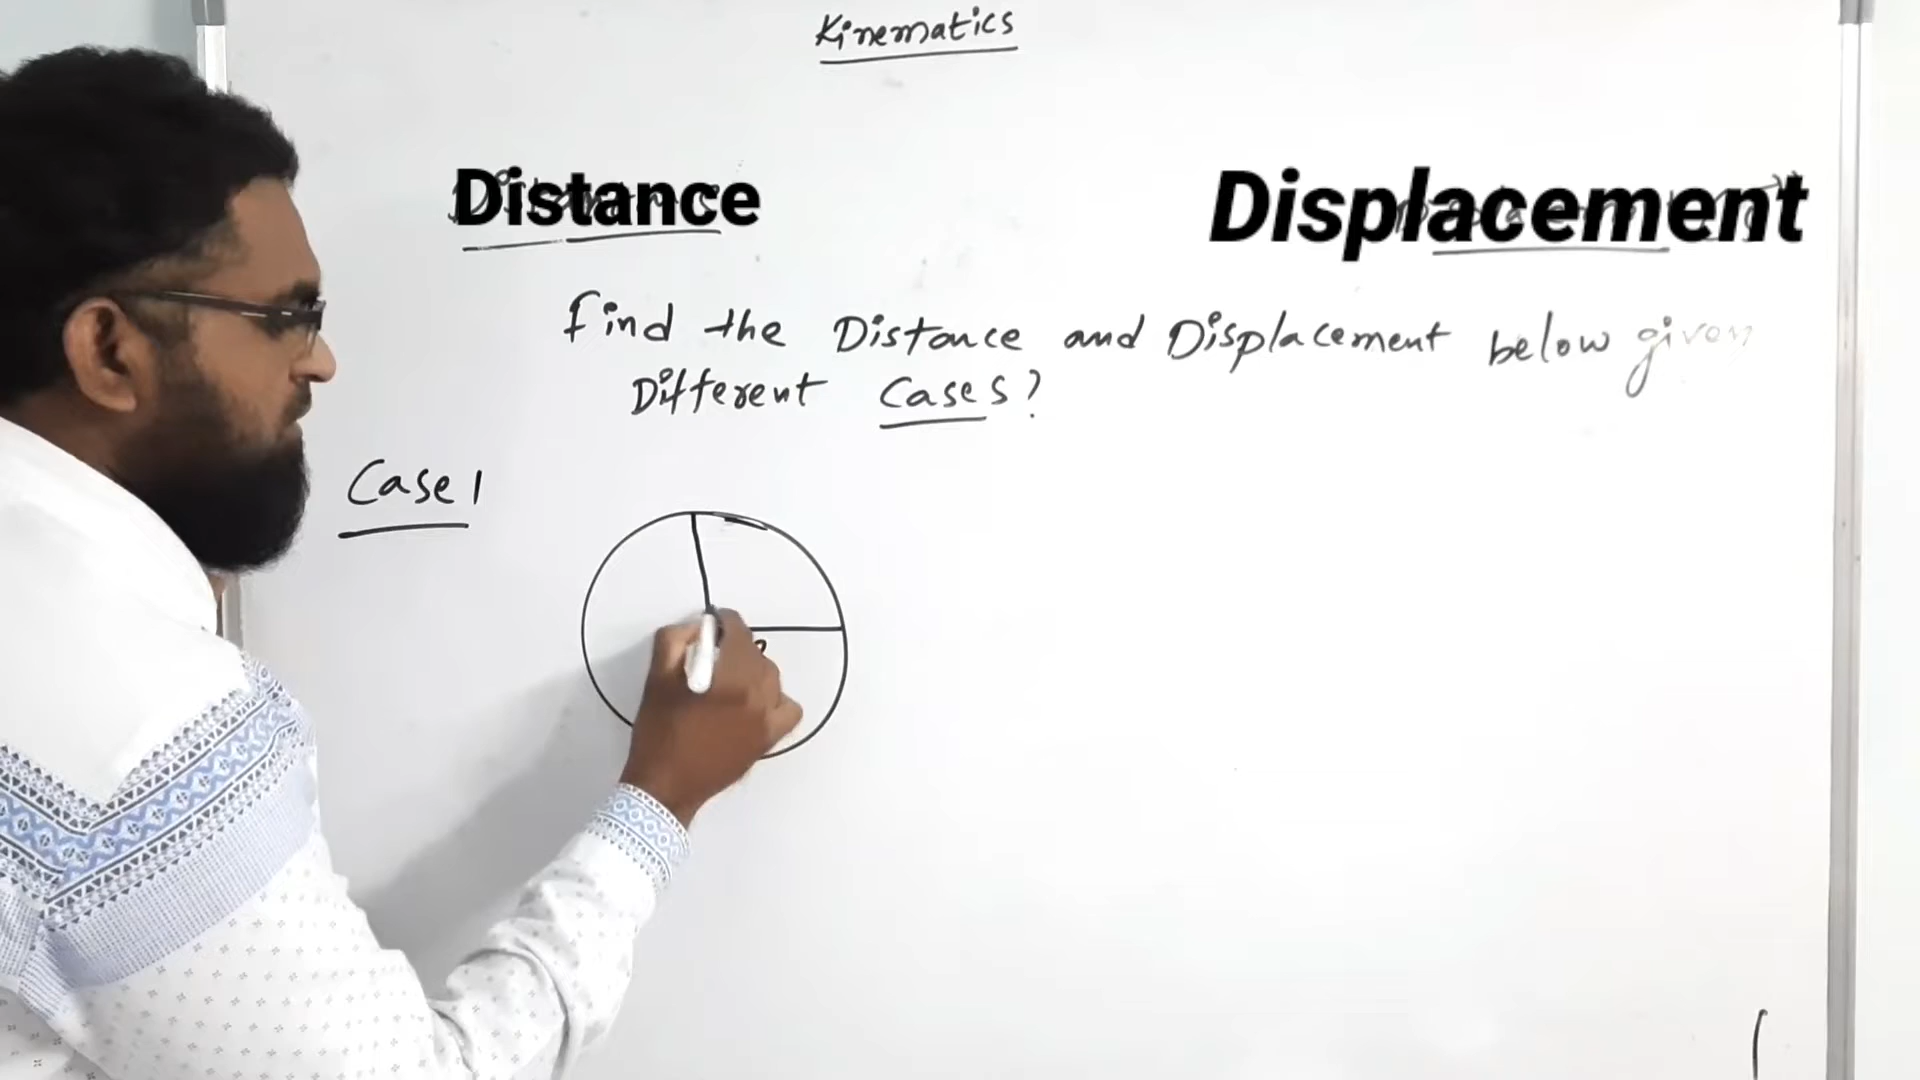 Kinematics
Distance
Displacement
Find the Distance and Displacement below given
Different Cases?
Case 1